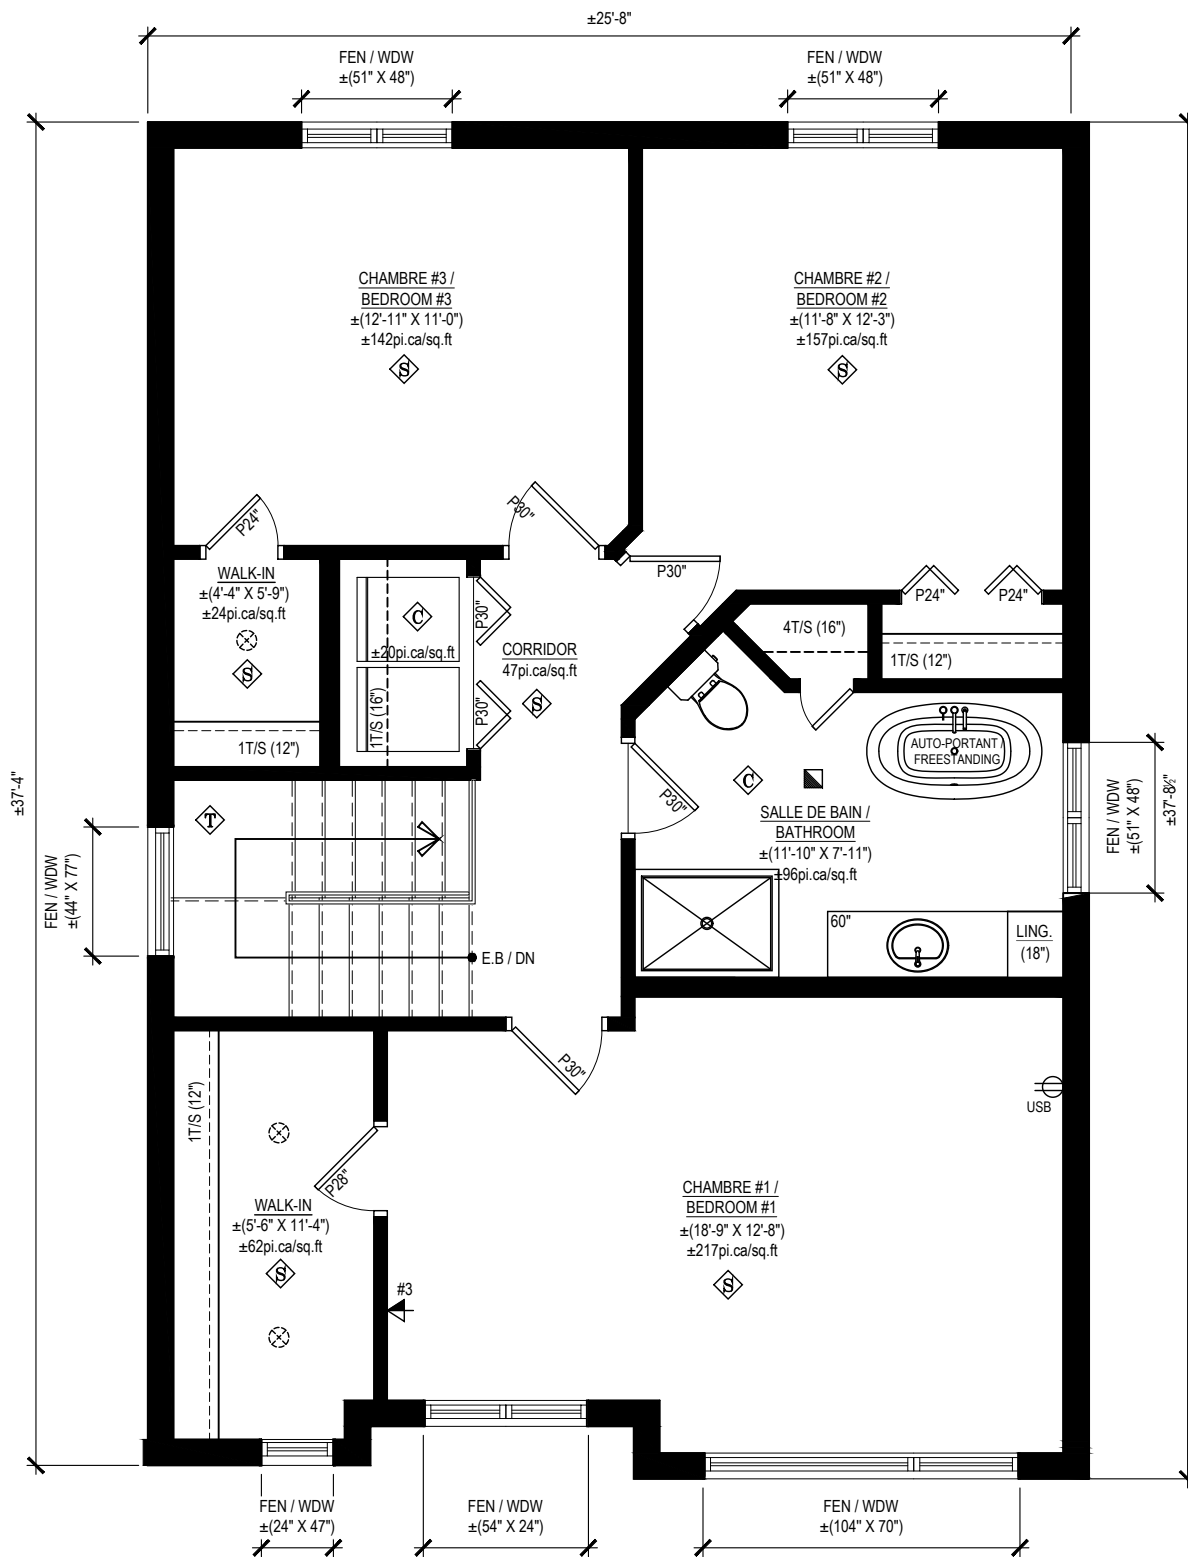 ±25'-8"
FEN / WDW
±(51" X 48")
FEN / WDW
±(51" X 48")
CHAMBRE #3 /
BEDROOM #3
±(12'-11" X 11'-0")
±142pi.ca/sq.ft
S
CHAMBRE #2 /
BEDROOM #2
±(11'-8" X 12'-3")
±157pi.ca/sq.ft
S
P24"
P30"
P30"
P24"
P24"
WALK-IN
±(4'-4" X 5'-9")
±24pi.ca/sq.ft
S
1T/S (12")
C
±20pi.ca/sq.ft
1T/S (16")
P30"
P30"
CORRIDOR
47pi.ca/sq.ft
S
4T/S (16")
1T/S (12")
AUTO-PORTANT /
FREESTANDING
P30"
C
SALLE DE BAIN /
BATHROOM
±(11'-10" X 7'-11")
±96pi.ca/sq.ft
FEN / WDW
±(51" X 48")
±37'-8½"
±37'-4"
T
FEN / WDW
±(44" X 77")
E.B / DN
60"
LING.
(18")
P30"
USB
1T/S (12")
P28"
WALK-IN
±(5'-6" X 11'-4")
±62pi.ca/sq.ft
S
#3
CHAMBRE #1 /
BEDROOM #1
±(18'-9" X 12'-8")
±217pi.ca/sq.ft
S
FEN / WDW
±(24" X 47")
FEN / WDW
±(54" X 24")
FEN / WDW
±(104" X 70")